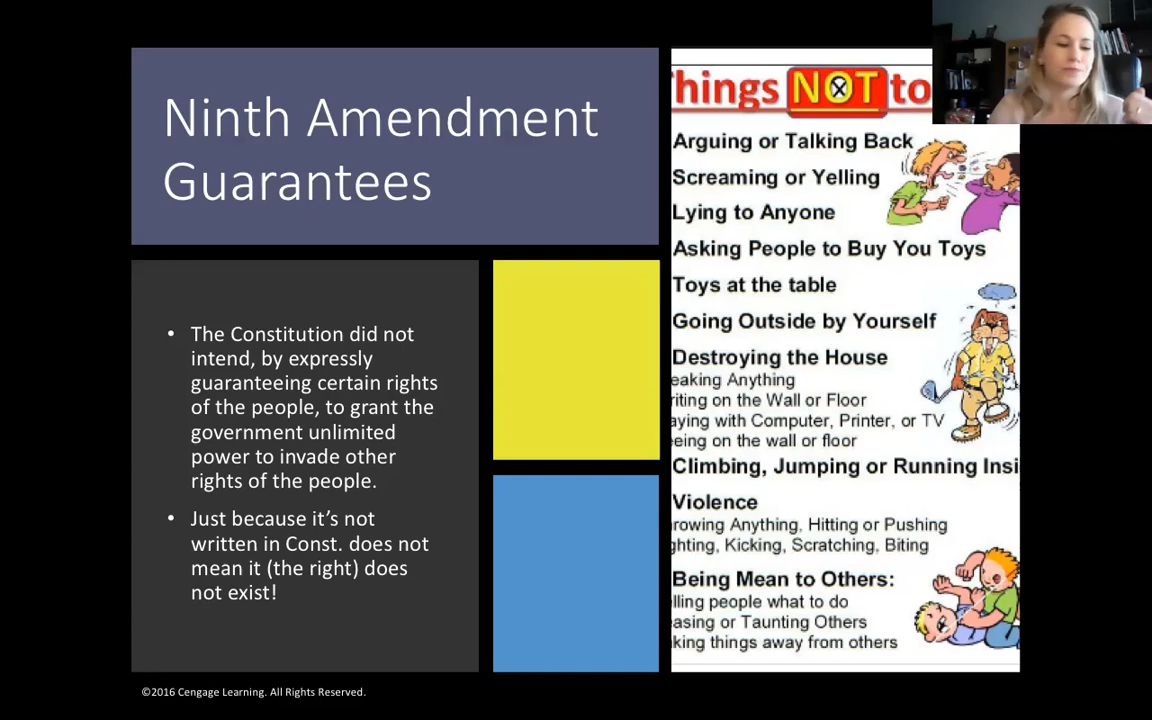 Ninth Amendment
Guarantees
• The Constitution did not
intend, by expressly
guaranteeing certain rights
of the people, to grant the
government unlimited
power to invade other
rights of the people.
• Just because it's not
written in Const. does not
mean it (the right) does
not exist!
©2016 Cengage Learning. All Rights Reserved.
hings NOT to
Arguing or Talking Back
Screaming or Yelling
Lying to Anyone
Asking People to Buy You Toys
Toys at the table
Going Outside by Yourself
Destroying the House
eaking Anything
riting on the Wall or Floor
aying with Computer, Printer, or TV
eeing on the wall or floor
Climbing, Jumping or Running Insi
Violence
rowing Anything, Hitting or Pushing
ghting, Kicking, Scratching, Biting
Being Mean to Others:
lling people what to do
asing or Taunting Others
king things away from others